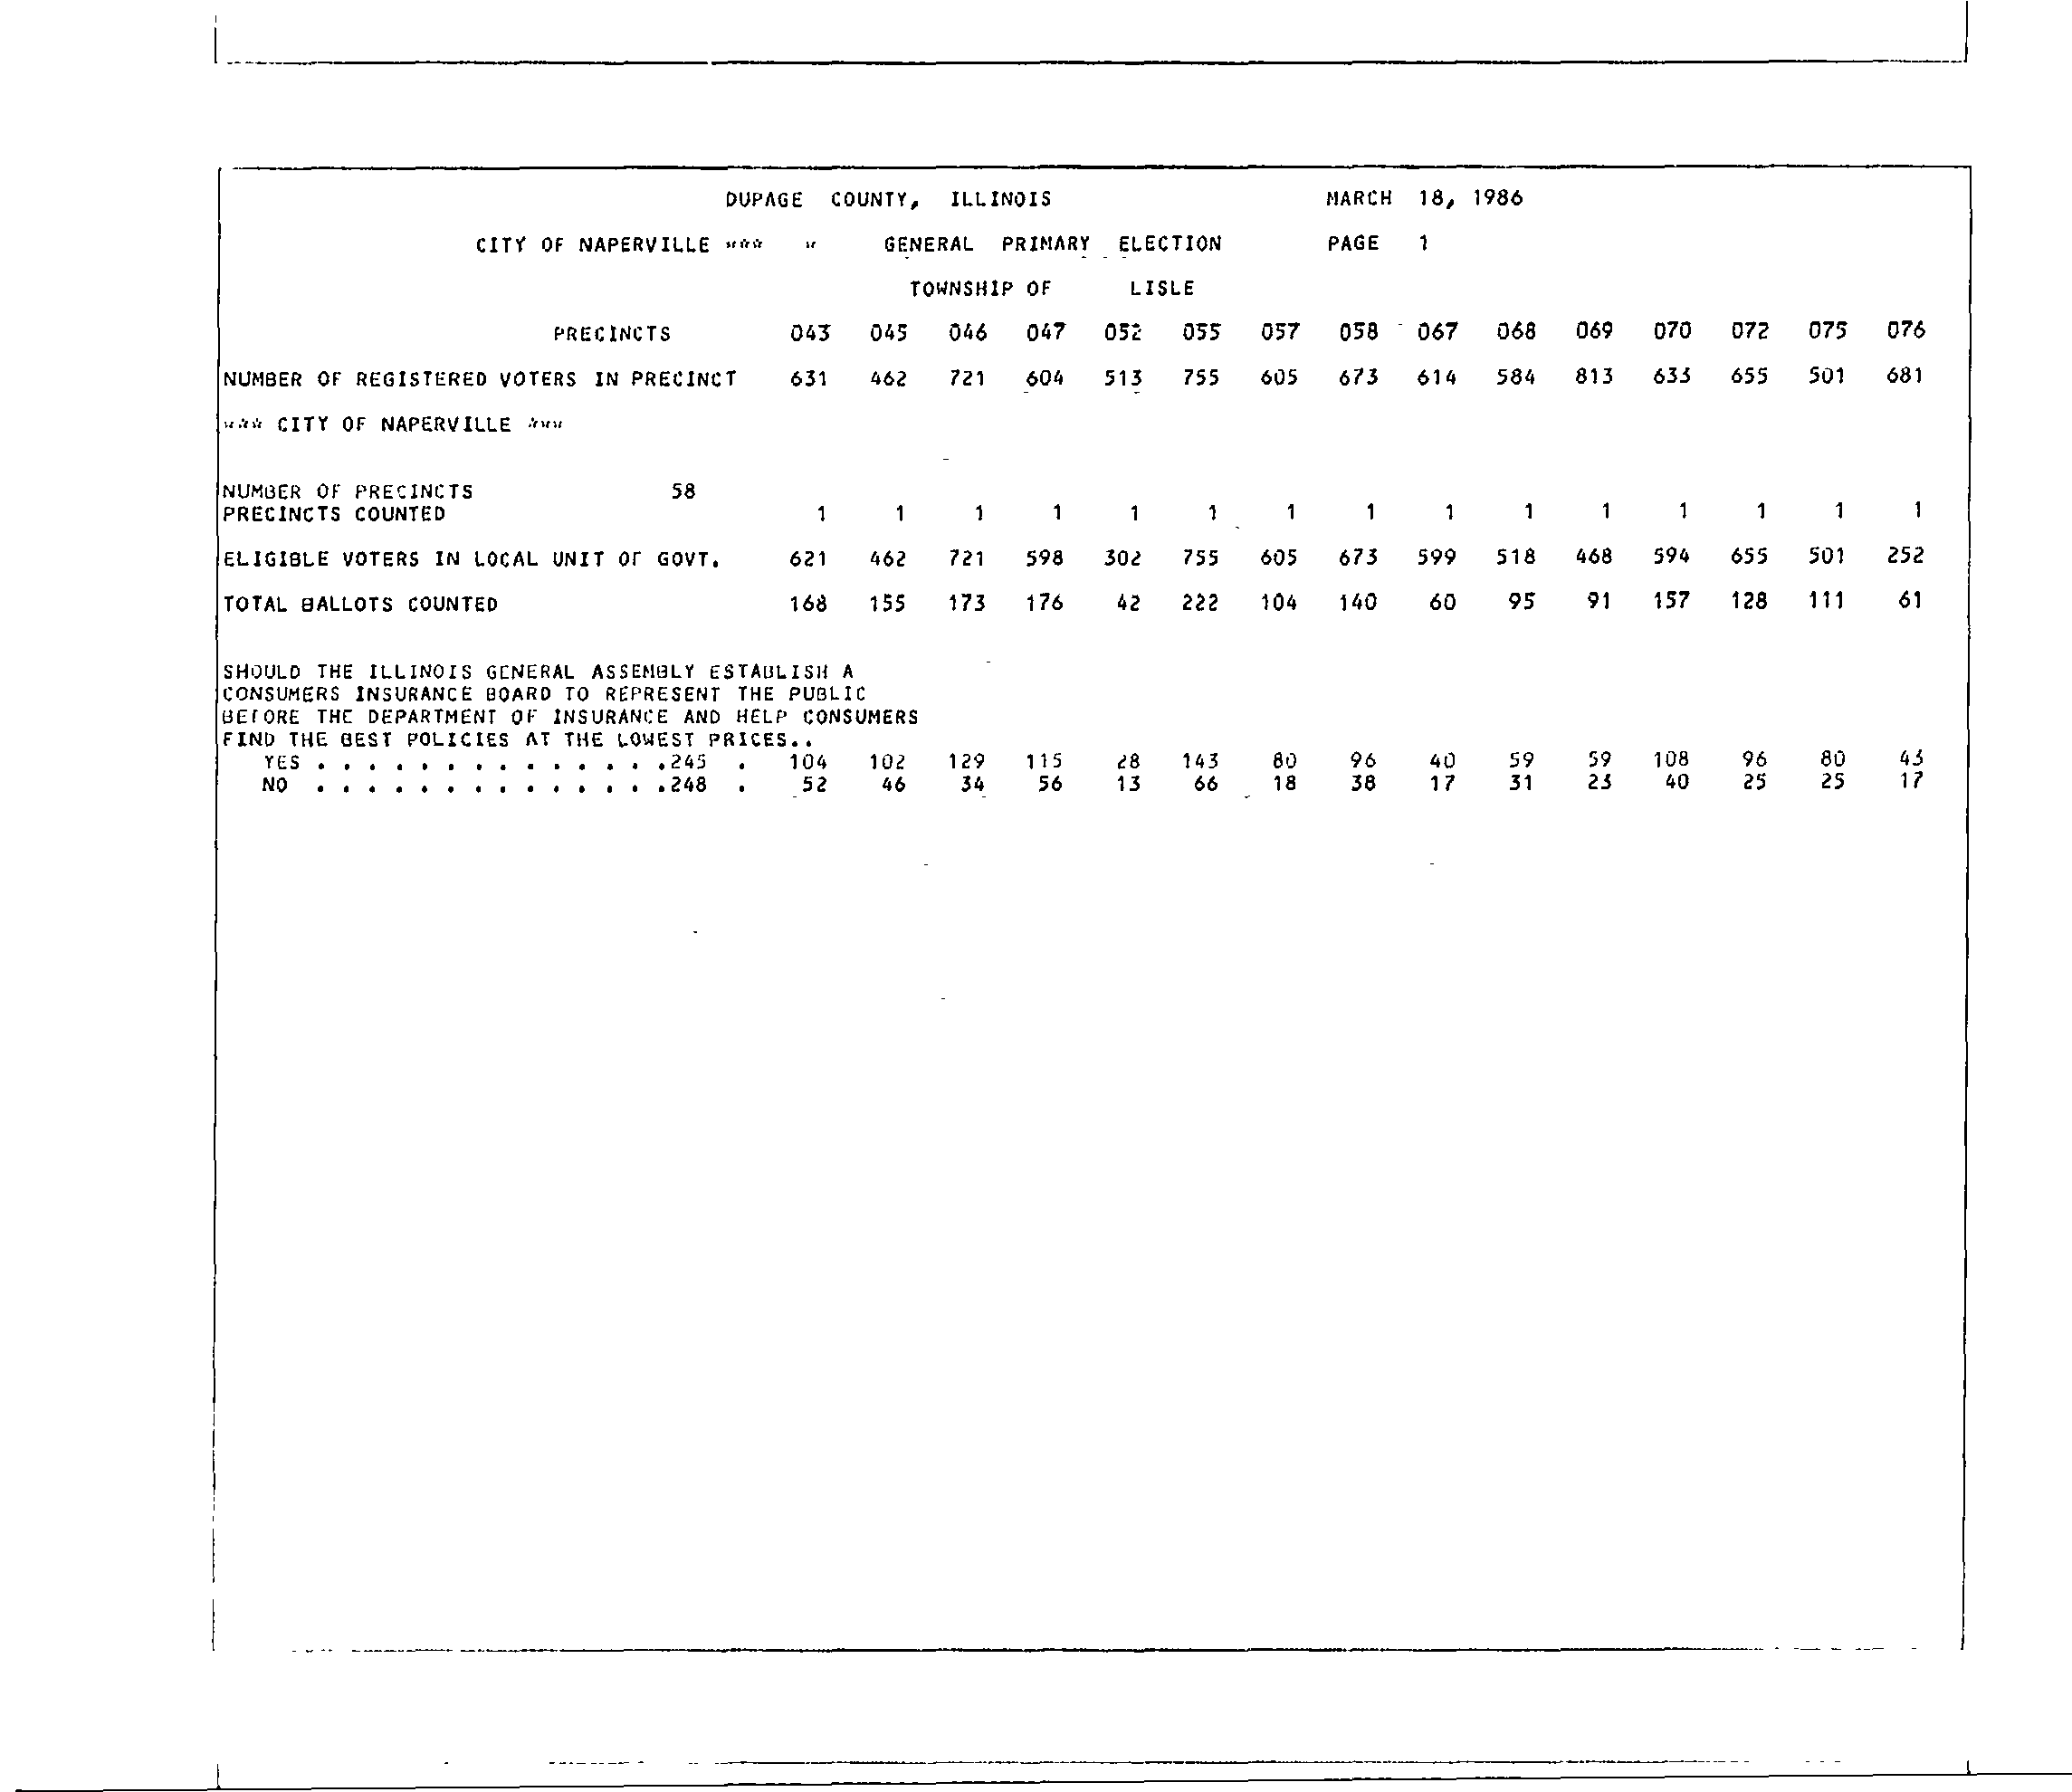 DUPAGE COUNTY, ILLINOIS MARCH 18, 1986
CITY OF NAPERVILLE *** * GENERAL PRIMARY ELECTION PAGE 1
TOWNSHIP OF LISLE
PRECINCTS 043 045 046 047 052 055 057 058 067 068 069 070 072 075 076
NUMBER OF REGISTERED VOTERS IN PRECINCT 631 462 721 604 513 755 605 673 614 584 813 633 655 501 681
*** CITY OF NAPERVILLE ***
NUMBER OF PRECINCTS 58
PRECINCTS COUNTED 1 1 1 1 1 1 1 1 1 1 1 1 1 1 1
ELIGIBLE VOTERS IN LOCAL UNIT OF GOVT. 621 462 721 598 302 755 605 673 599 518 468 594 655 501 252
TOTAL BALLOTS COUNTED 168 155 173 176 42 222 104 140 60 95 91 157 128 111 61
SHOULD THE ILLINOIS GENERAL ASSEMBLY ESTABLISH A
CONSUMERS INSURANCE BOARD TO REPRESENT THE PUBLIC
BEFORE THE DEPARTMENT OF INSURANCE AND HELP CONSUMERS
FIND THE BEST POLICIES AT THE LOWEST PRICES..
YES . . . . . . . . . . . . . .245 . 104 102 129 115 28 143 80 96 40 59 59 108 96 80 43
NO . . . . . . . . . . . . . .248 . 52 46 34 56 13 66 18 38 17 31 23 40 25 25 17